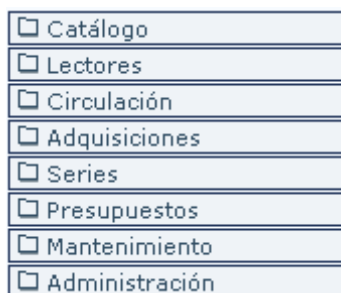 Catálogo
Lectores
Circulación
Adquisiciones
Series
Presupuestos
Mantenimiento
Administración